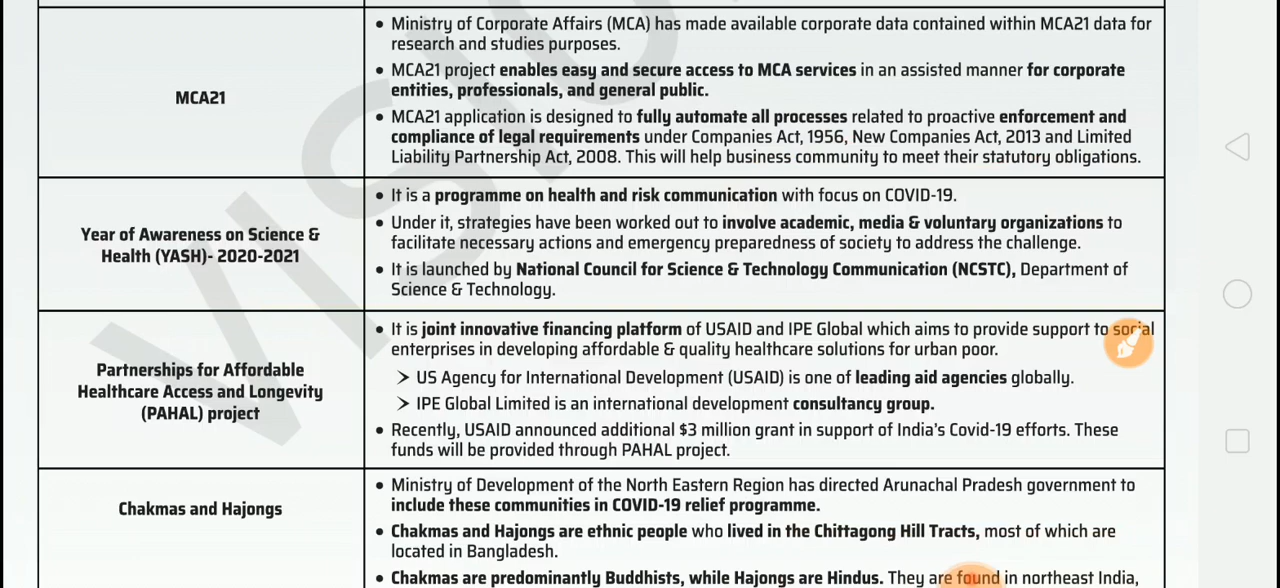 • Ministry of Corporate Affairs (MCA) has made available corporate data contained within MCA21 data for
research and studies purposes.
MCA21
• MCA21 project enables easy and secure access to MCA services in an assisted manner for corporate
entities, professionals, and general public.
• MCA21 application is designed to fully automate all processes related to proactive enforcement and
compliance of legal requirements under Companies Act, 1956, New Companies Act, 2013 and Limited
Liability Partnership Act, 2008. This will help business community to meet their statutory obligations.
Year of Awareness on Science &
Health (YASH)- 2020-2021
• It is a programme on health and risk communication with focus on COVID-19.
• Under it, strategies have been worked out to involve academic, media & voluntary organizations to
facilitate necessary actions and emergency preparedness of society to address the challenge.
• It is launched by National Council for Science & Technology Communication (NCSTC), Department of
Science & Technology.
Partnerships for Affordable
Healthcare Access and Longevity
(PAHAL) project
• It is joint innovative financing platform of USAID and IPE Global which aims to provide support to social
enterprises in developing affordable & quality healthcare solutions for urban poor.
➢ US Agency for International Development (USAID) is one of leading aid agencies globally.
➢ IPE Global Limited is an international development consultancy group.
• Recently, USAID announced additional $3 million grant in support of India's Covid-19 efforts. These
funds will be provided through PAHAL project.
Chakmas and Hajongs
• Ministry of Development of the North Eastern Region has directed Arunachal Pradesh government to
include these communities in COVID-19 relief programme.
• Chakmas and Hajongs are ethnic people who lived in the Chittagong Hill Tracts, most of which are
located in Bangladesh.
• Chakmas are predominantly Buddhists, while Hajongs are Hindus. They are found in northeast India,